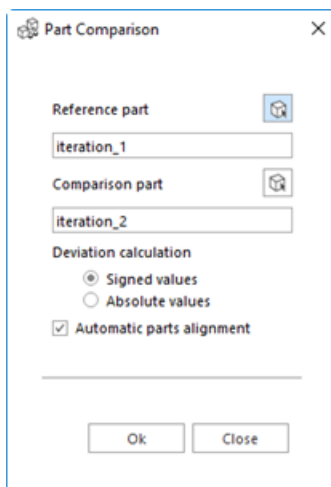 Part Comparison
Reference part
iteration_1
Comparison part
iteration_2
Deviation calculation
Signed values
Absolute values
Automatic parts alignment
Ok Close